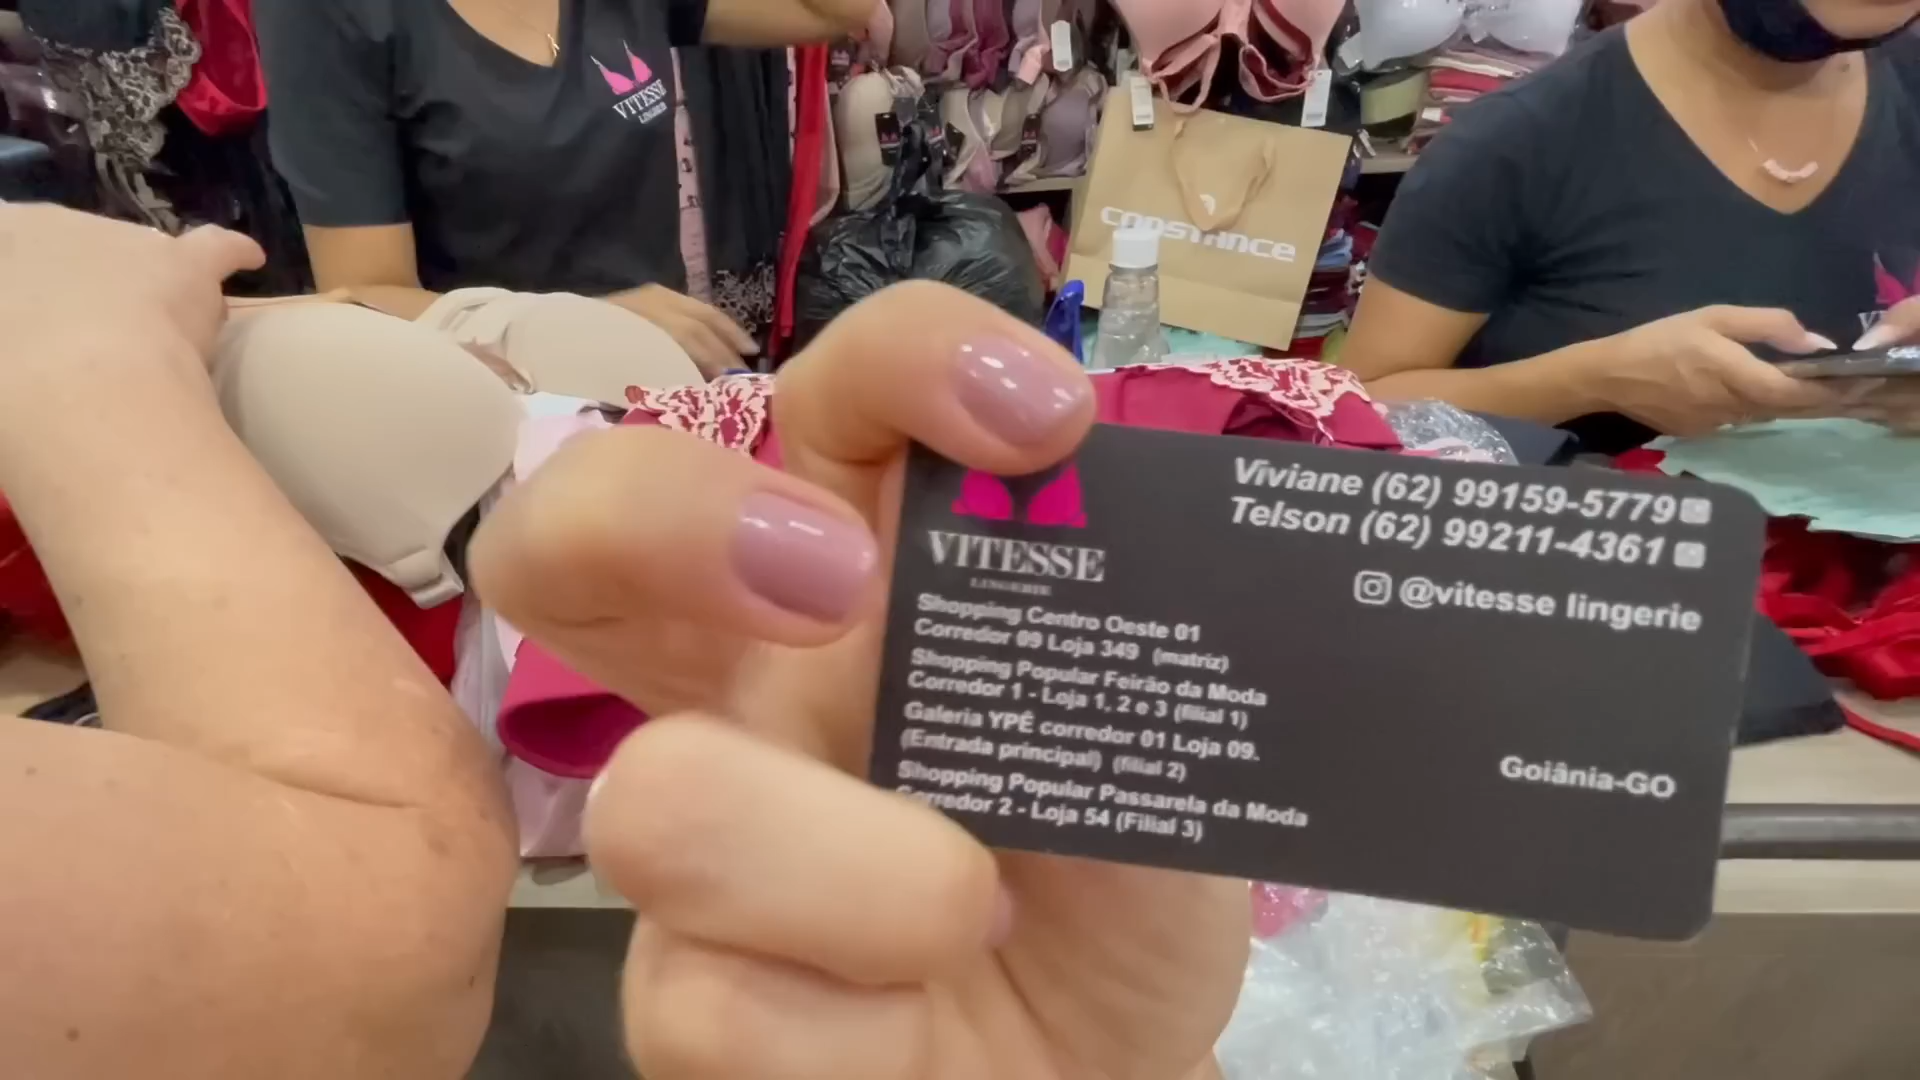 VITESSE
LINGERIE
CONSTANCE
VITESSE
LINGERIE
Viviane (62) 99159-5779
Telson (62) 99211-4361
@vitesse lingerie
Shopping Centro Oeste 01
Corredor 09 Loja 349 (matriz)
Shopping Popular Feirão da Moda
Corredor 1 - Loja 1, 2 e 3 (filial 1)
Galeria YPÊ corredor 01 Loja 09.
(Entrada principal) (filial 2)
Shopping Popular Passarela da Moda
Corredor 2 - Loja 54 (Filial 3)
Goiânia-GO